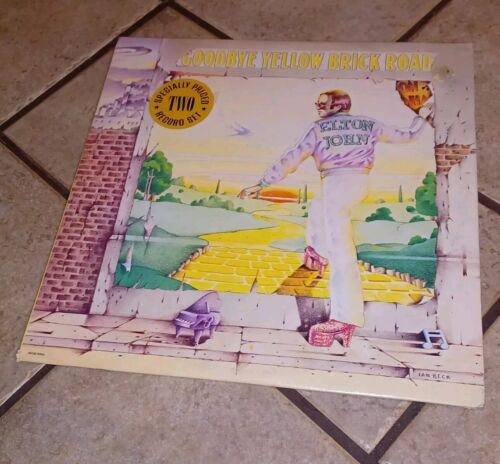 GOODBYE YELLOW BRICK ROAD
SPECIALLY PRICED
TWO
RECORD SET
ELTON
JOHN
IAN BECK